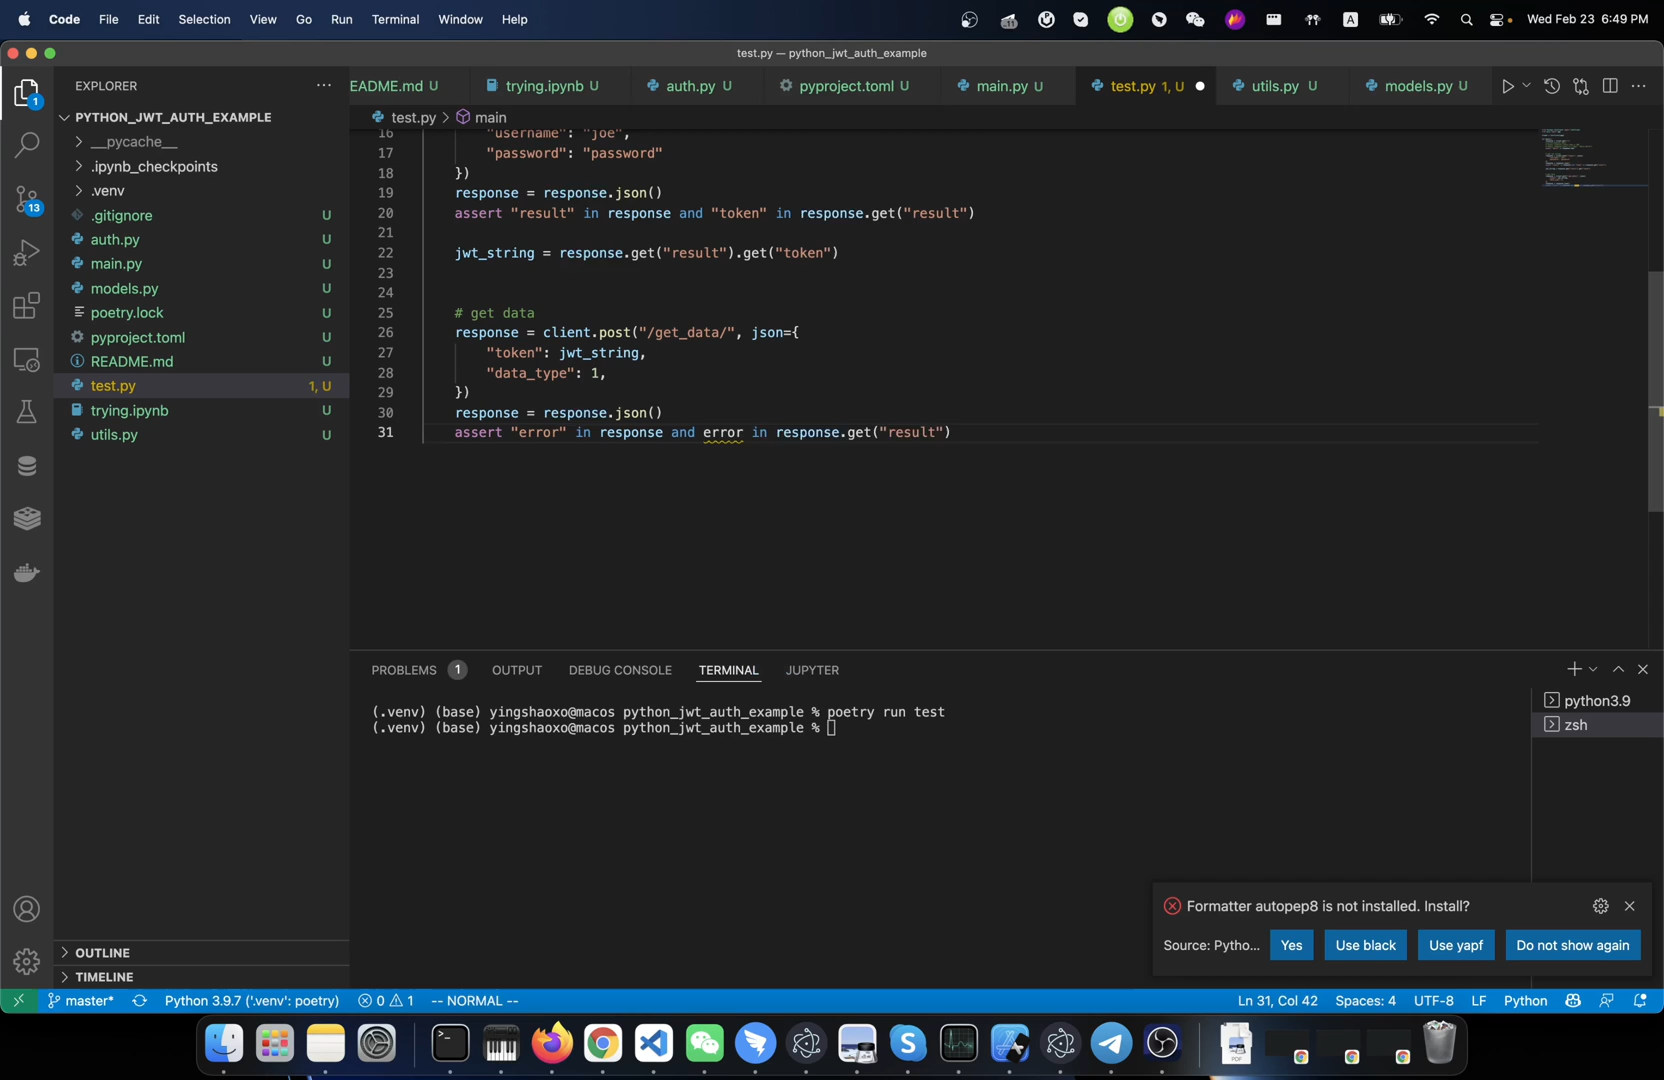 Code File Edit Selection View Go Run Terminal Window Help
A
Wed Feb 23 6:49 PM
test.py — python_jwt_auth_example
EXPLORER
EADME.md U trying.ipynb U auth.py U pyproject.toml U main.py U test.py 1, U utils.py U models.py U
test.py > main
1
13
PYTHON_JWT_AUTH_EXAMPLE
__pycache__
.ipynb_checkpoints
.venv
.gitignore U
auth.py U
main.py U
models.py U
poetry.lock U
pyproject.toml U
README.md U
test.py 1, U
trying.ipynb U
utils.py U
OUTLINE
TIMELINE
16 "username": "joe",
17 "password": "password"
18 })
19 response = response.json()
20 assert "result" in response and "token" in response.get("result")
21
22 jwt_string = response.get("result").get("token")
23
24
25 # get data
26 response = client.post("/get_data/", json={
27 "token": jwt_string,
28 "data_type": 1,
29 })
30 response = response.json()
31 assert "error" in response and error in response.get("result")
PROBLEMS 1 OUTPUT DEBUG CONSOLE TERMINAL JUPYTER
(.venv) (base) yingshaoxo@macos python_jwt_auth_example % poetry run test
(.venv) (base) yingshaoxo@macos python_jwt_auth_example %
python3.9
zsh
Formatter autopep8 is not installed. Install?
Source: Pytho... Yes Use black Use yapf Do not show again
master* Python 3.9.7 ('.venv': poetry) 0 1 -- NORMAL -- Ln 31, Col 42 Spaces: 4 UTF-8 LF Python
PDF